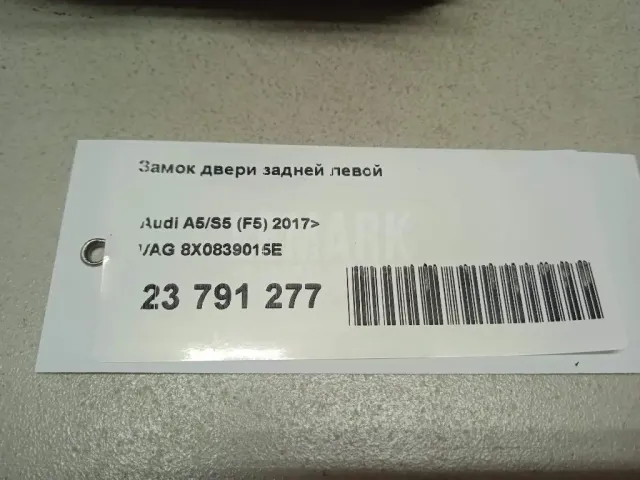 Замок двери задней левой
Audi A5/S5 (F5) 2017>
VAG 8X0839015E
23 791 277